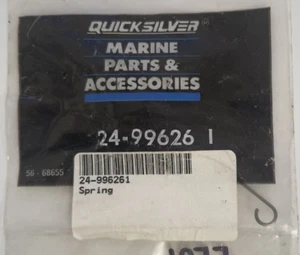 QUICKSILVER
MARINE
PARTS &
ACCESSORIES
24-99626 1
56 - 68655
24-996261
Spring